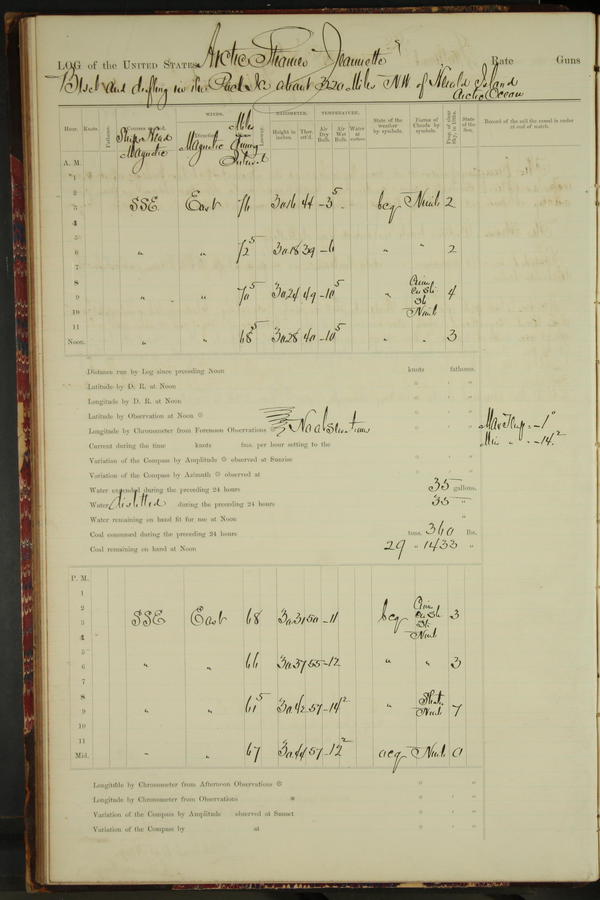 LOG of the UNITED STATES Arctic Steamer Jeannette Rate Guns
Beset and drifting in the Pack Ice about 320 Miles NW of Herald Island
Arctic Ocean
Hour. Knots. Fathoms. Ship's Head Magnetic WINDS. Magnetic BAROMETER. Height in inches. Ther. att'd. TEMPERATURE. Air Dry Bulb. Air Wet Bulb. Water at surface. State of the weather by symbols. Forms of Clouds by symbols. Prop. of clear sky, in 10ths. State of the Sea. Record of the sail the vessel is under at end of watch.
A. M.
1
2
3 SSE East 76 30.16 44 -3.5 bcq Nimb 2
4
5
6 " " 72.5 30.18 39 -6 " " 2
7
8
9 " " 70.5 30.24 49 -10.5 " Cirro Cu Str Str Nimb 4
10
11
Noon. " " 68.5 30.28 40 -10.5 " " 3
Distance run by Log since preceding Noon knots fathoms.
Latitude by D. R. at Noon ° ' "
Longitude by D. R. at Noon ° ' "
Latitude by Observation at Noon
Longitude by Chronometer from Forenoon Observations No observations
Max Temp. -1°
Min " -14.2
Current during the time knots fms. per hour setting to the
Variation of the Compass by Amplitude observed at Sunrise
Variation of the Compass by Azimuth observed at
Water expended during the preceding 24 hours 35 gallons.
Water distilled during the preceding 24 hours 35 "
Water remaining on hand fit for use at Noon "
Coal consumed during the preceding 24 hours tons. 360 lbs.
Coal remaining on hand at Noon 29 " 1433 "
P. M.
1
2
3 SSE East 68 30.31 50 -11 bcq Cirro Cu Str Str Nimb 3
4
5
6 " " 66 30.37 55 -12 " " 3
7
8
9 " " 61.5 30.42 57 -14.2 " Strat. Nimb 7
10
11
Mid. " " 67 30.44 57 -12.2 ocq Nimb 0
Longitude by Chronometer from Afternoon Observations
Longitude by Chronometer from Observations
Variation of the Compass by Amplitude observed at Sunset
Variation of the Compass by at